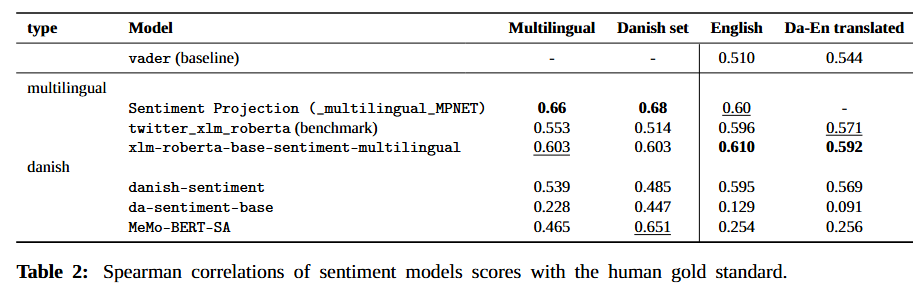 type Model Multilingual Danish set English Da-En translated
vader (baseline) - - 0.510 0.544
multilingual
Sentiment Projection (_multilingual_MPNET) 0.66 0.68 0.60 -
twitter_xlm_roberta (benchmark) 0.553 0.514 0.596 0.571
xlm-roberta-base-sentiment-multilingual 0.603 0.603 0.610 0.592
danish
danish-sentiment 0.539 0.485 0.595 0.569
da-sentiment-base 0.228 0.447 0.129 0.091
MeMo-BERT-SA 0.465 0.651 0.254 0.256
Table 2: Spearman correlations of sentiment models scores with the human gold standard.